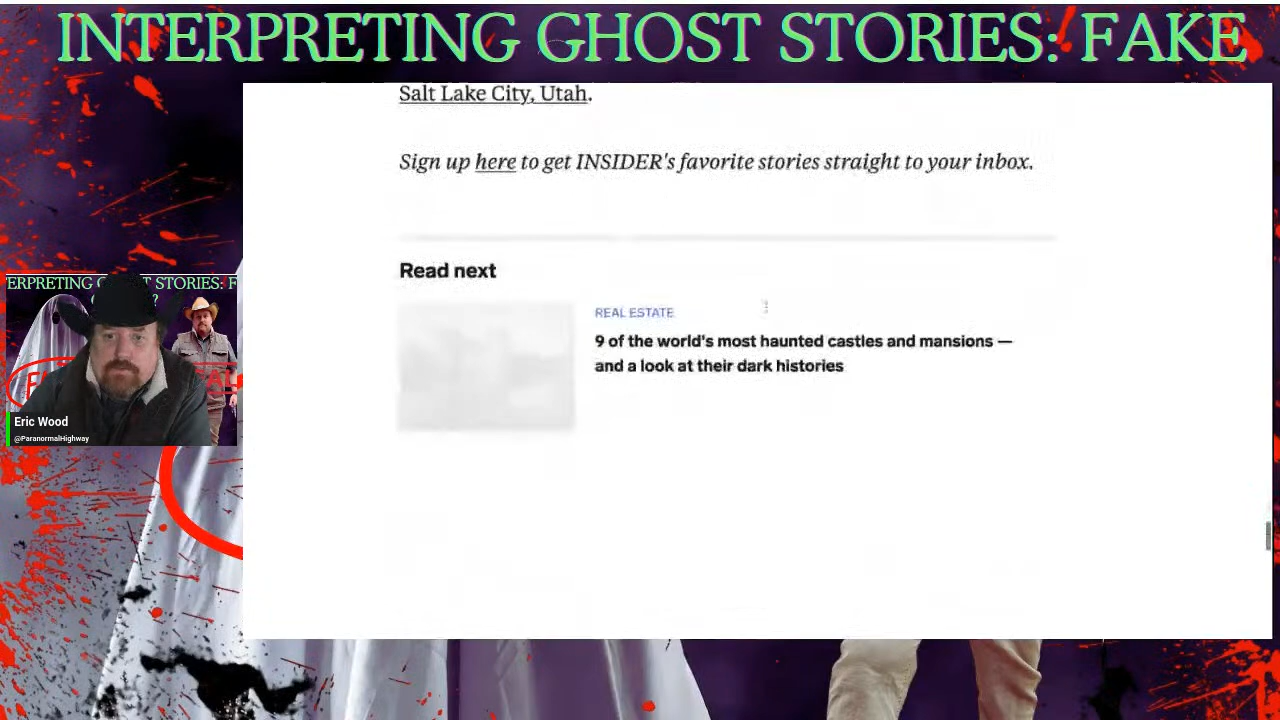 INTERPRETING GHOST STORIES: FAKE
Salt Lake City, Utah.
Sign up here to get INSIDER's favorite stories straight to your inbox.
Read next
REAL ESTATE
9 of the world's most haunted castles and mansions —
and a look at their dark histories
ERPRETING G T STORIES: F
Eric Wood
@ParanormalHighway